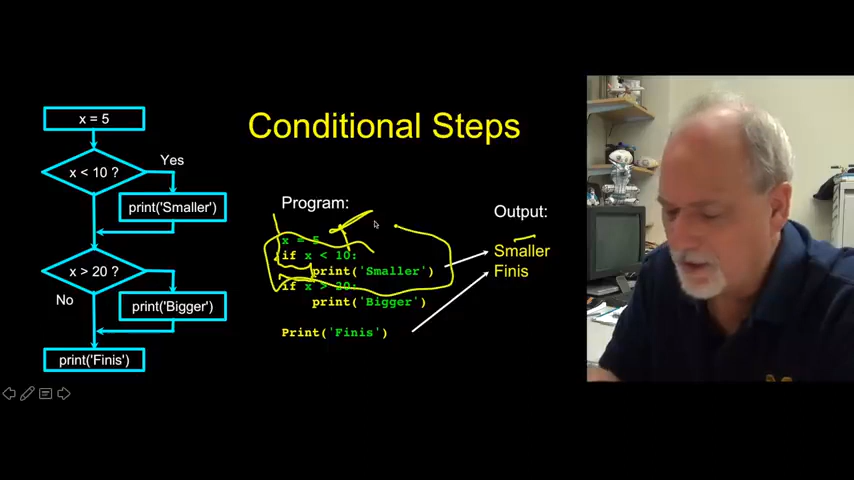 Conditional Steps
x = 5
x < 10 ?
Yes
print('Smaller')
x > 20 ?
No
print('Bigger')
print('Finis')
Program:
x = 5
if x < 10:
print('Smaller')
if x > 20:
print('Bigger')
Print('Finis')
Output:
Smaller
Finis